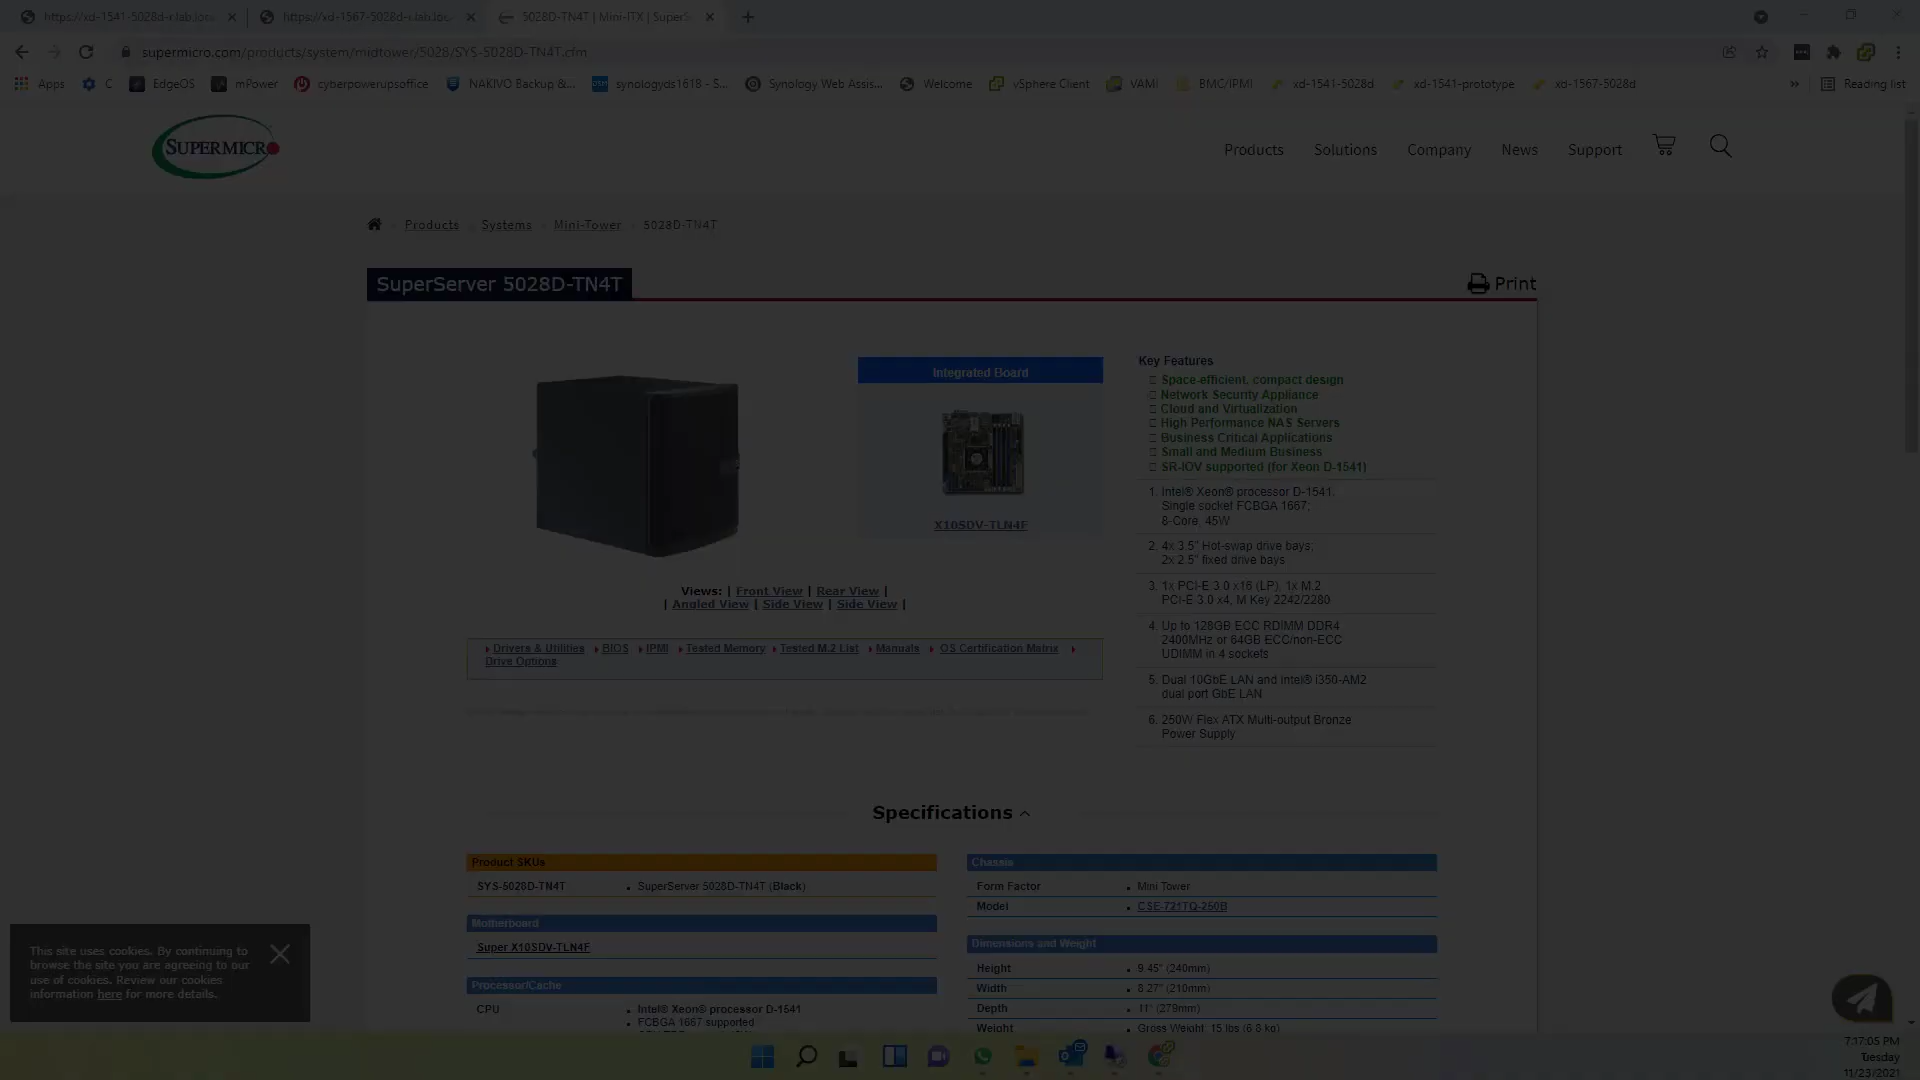 https://xd-1541-5028d-r.lab.loca
https://xd-1567-5028d-r.lab.loc
5028D-TN4T | Mini-ITX | SuperS
supermicro.com/products/system/midtower/5028/SYS-5028D-TN4T.cfm
Apps
C
EdgeOS
mPower
cyberpowerupsoffice
NAKIVO Backup &...
synologyds1618 - S...
Synology Web Assis...
Welcome
vSphere Client
VAMI
BMC/IPMI
xd-1541-5028d
xd-1541-prototype
xd-1567-5028d
»
Reading list
SUPERMICRO
Products
Solutions
Company
News
Support
Products
Systems
Mini-Tower
5028D-TN4T
SuperServer 5028D-TN4T
Print
Integrated Board
X10SDV-TLN4F
Views: | Front View | Rear View |
| Angled View | Side View | Side View |
Drivers & Utilities
BIOS
IPMI
Tested Memory
Tested M.2 List
Manuals
OS Certification Matrix
Drive Options
Key Features
Space-efficient, compact design
Network Security Appliance
Cloud and Virtualization
High Performance NAS Servers
Business Critical Applications
Small and Medium Business
SR-IOV supported (for Xeon D-1541)
1. Intel® Xeon® processor D-1541,
Single socket FCBGA 1667;
8-Core, 45W
2. 4x 3.5" Hot-swap drive bays;
2x 2.5" fixed drive bays
3. 1x PCI-E 3.0 x16 (LP), 1x M.2
PCI-E 3.0 x4, M Key 2242/2280
4. Up to 128GB ECC RDIMM DDR4
2400MHz or 64GB ECC/non-ECC
UDIMM in 4 sockets
5. Dual 10GbE LAN and Intel® i350-AM2
dual port GbE LAN
6. 250W Flex ATX Multi-output Bronze
Power Supply
Specifications
Product SKUs
SYS-5028D-TN4T
• SuperServer 5028D-TN4T (Black)
Motherboard
Super X10SDV-TLN4F
Processor/Cache
CPU
• Intel® Xeon® processor D-1541
• FCBGA 1667 supported
Chassis
Form Factor
• Mini Tower
Model
• CSE-721TQ-250B
Dimensions and Weight
Height
• 9.45" (240mm)
Width
• 8.27" (210mm)
Depth
• 11" (279mm)
Weight
• Gross Weight: 15 lbs (6.8 kg)
This site uses cookies. By continuing to
browse the site you are agreeing to our
use of cookies. Review our cookies
information here for more details.
7:17:05 PM
Tuesday
11/23/2021